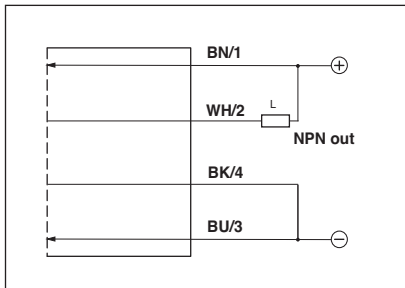 BN/1
+
WH/2
L
NPN out
BK/4
BU/3
−